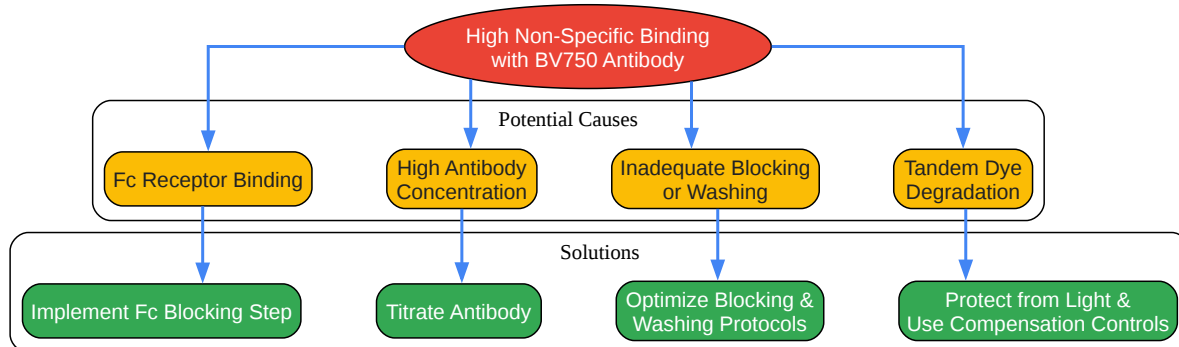 High Non-Specific Binding
with BV750 Antibody
Potential Causes
Fc Receptor Binding
High Antibody
Concentration
Inadequate Blocking
or Washing
Tandem Dye
Degradation
Solutions
Implement Fc Blocking Step
Titrate Antibody
Optimize Blocking &
Washing Protocols
Protect from Light &
Use Compensation Controls